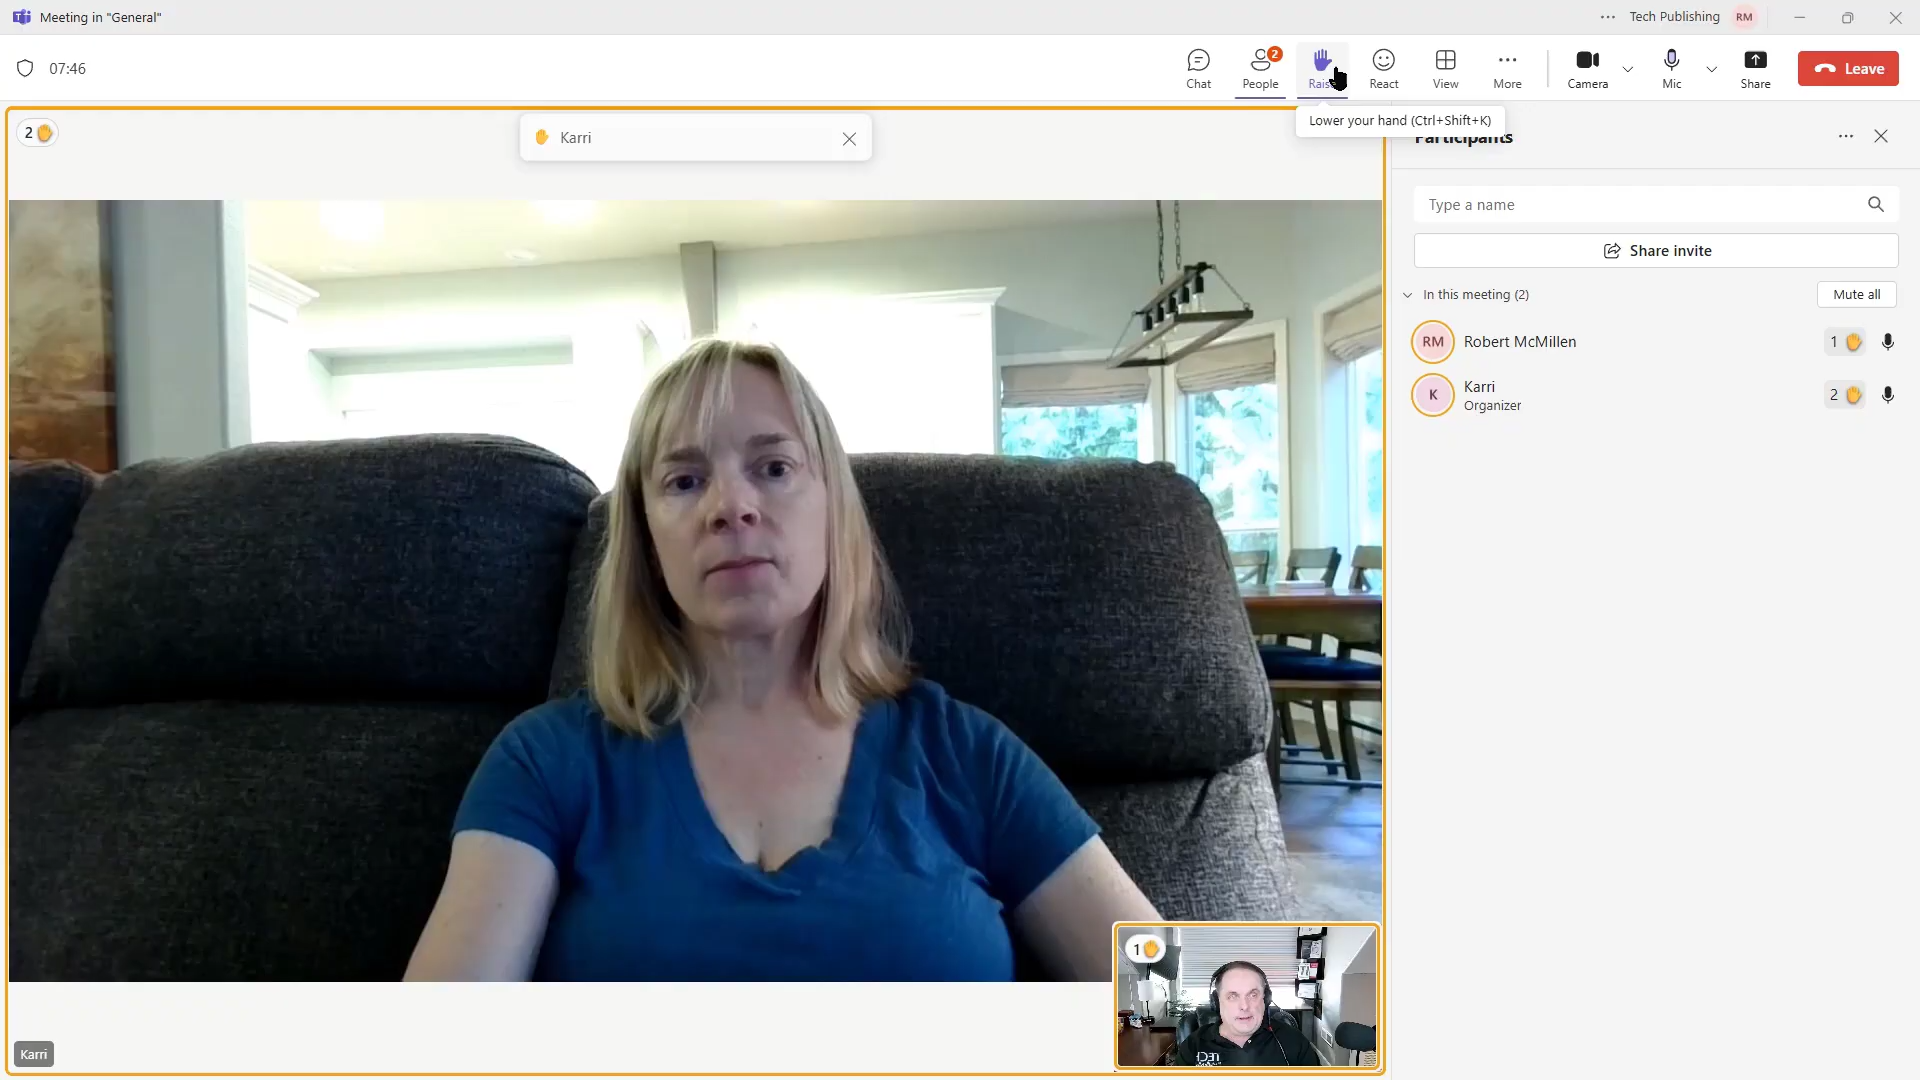 Meeting in "General"
Tech Publishing
RM
07:46
Chat
2
People
Raise
React
View
More
Camera
Mic
Share
Leave
Lower your hand (Ctrl+Shift+K)
2
Karri
Participants
Type a name
Share invite
In this meeting (2)
Mute all
RM
Robert McMillen
1
K
Karri
Organizer
2
1
Karri